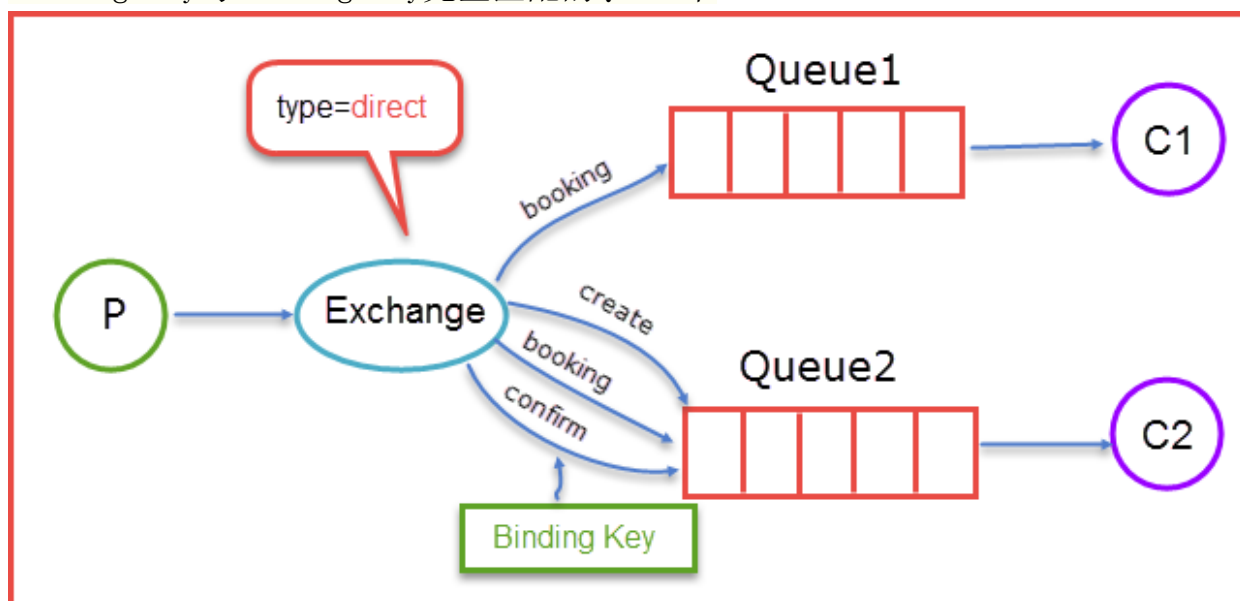 Queue1
type=direct
C1
booking
P
Exchange
create
booking
confirm
Queue2
C2
Binding Key